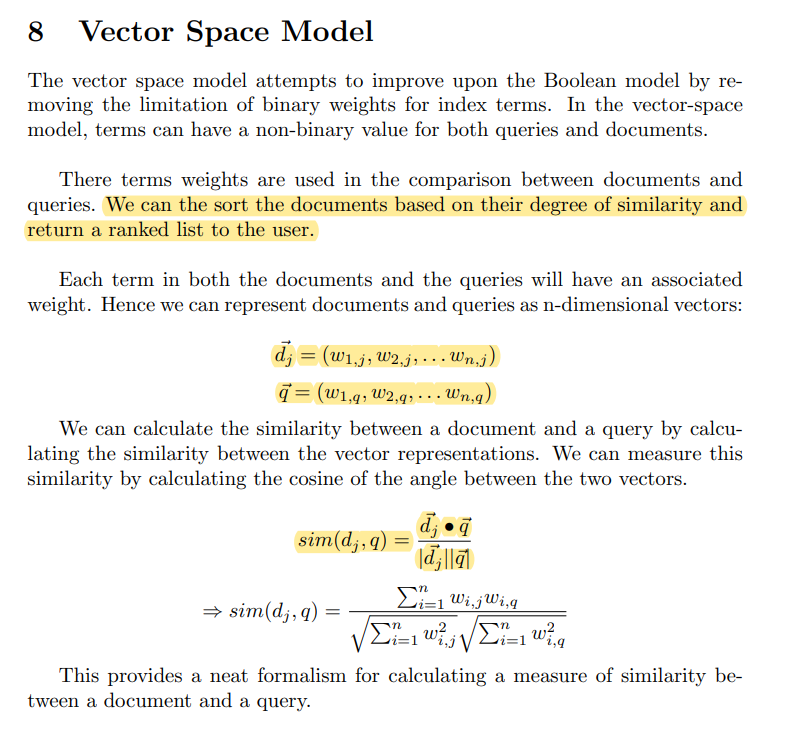 8 Vector Space Model
The vector space model attempts to improve upon the Boolean model by re-
moving the limitation of binary weights for index terms. In the vector-space
model, terms can have a non-binary value for both queries and documents.
There terms weights are used in the comparison between documents and
queries. We can the sort the documents based on their degree of similarity and
return a ranked list to the user.
Each term in both the documents and the queries will have an associated
weight. Hence we can represent documents and queries as n-dimensional vectors:
$\vec{d_j} = (w_{1,j}, w_{2,j}, \ldots w_{n,j})$
$\vec{q} = (w_{1,q}, w_{2,q}, \ldots w_{n,q})$
We can calculate the similarity between a document and a query by calcu-
lating the similarity between the vector representations. We can measure this
similarity by calculating the cosine of the angle between the two vectors.
$sim(d_j, q) = \frac{\vec{d_j} \bullet \vec{q}}{|\vec{d_j}||\vec{q}|}$
$\Rightarrow sim(d_j, q) = \frac{\sum_{i=1}^{n} w_{i,j} w_{i,q}}{\sqrt{\sum_{i=1}^{n} w_{i,j}^2} \sqrt{\sum_{i=1}^{n} w_{i,q}^2}}$
This provides a neat formalism for calculating a measure of similarity be-
tween a document and a query.